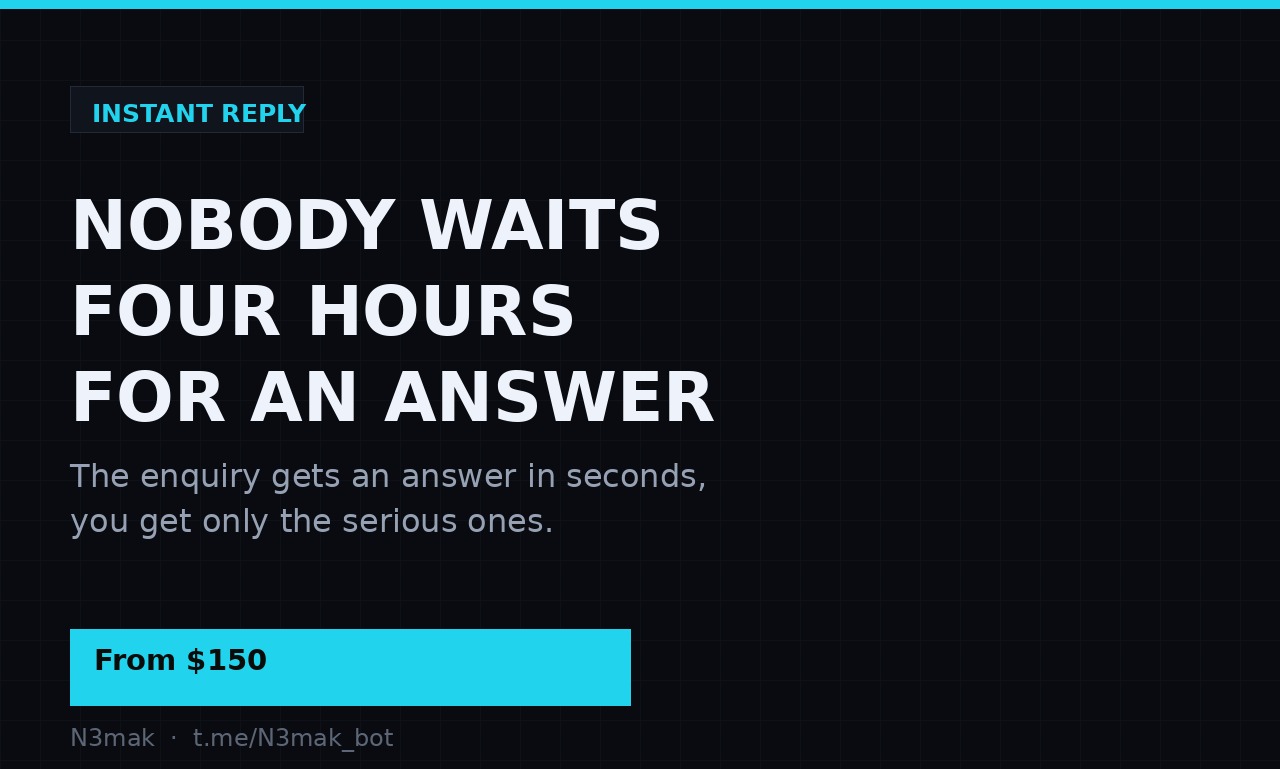 INSTANT REPLY
NOBODY WAITS
FOUR HOURS
FOR AN ANSWER
The enquiry gets an answer in seconds,
you get only the serious ones.
From $150
N3mak · t.me/N3mak_bot